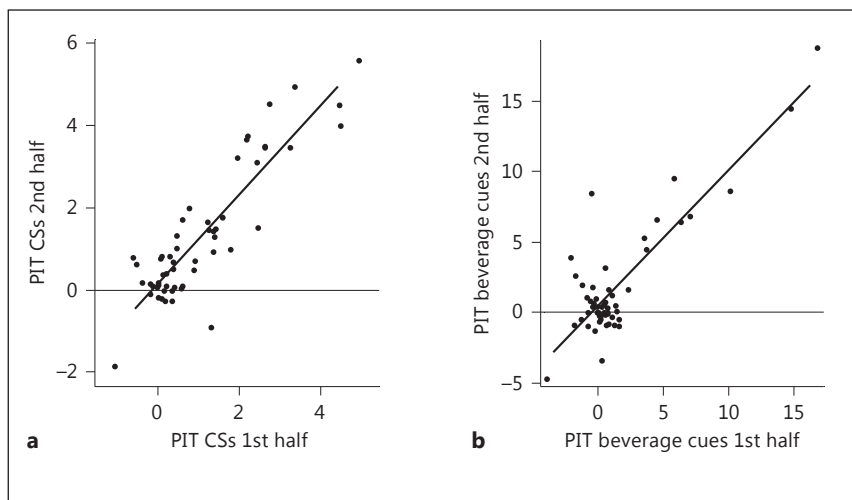 6
4
2
0
–2
PIT CSs 2nd half
0
2
4
PIT CSs 1st half
a
15
10
5
0
–5
PIT beverage cues 2nd half
0
5
10
15
PIT beverage cues 1st half
b